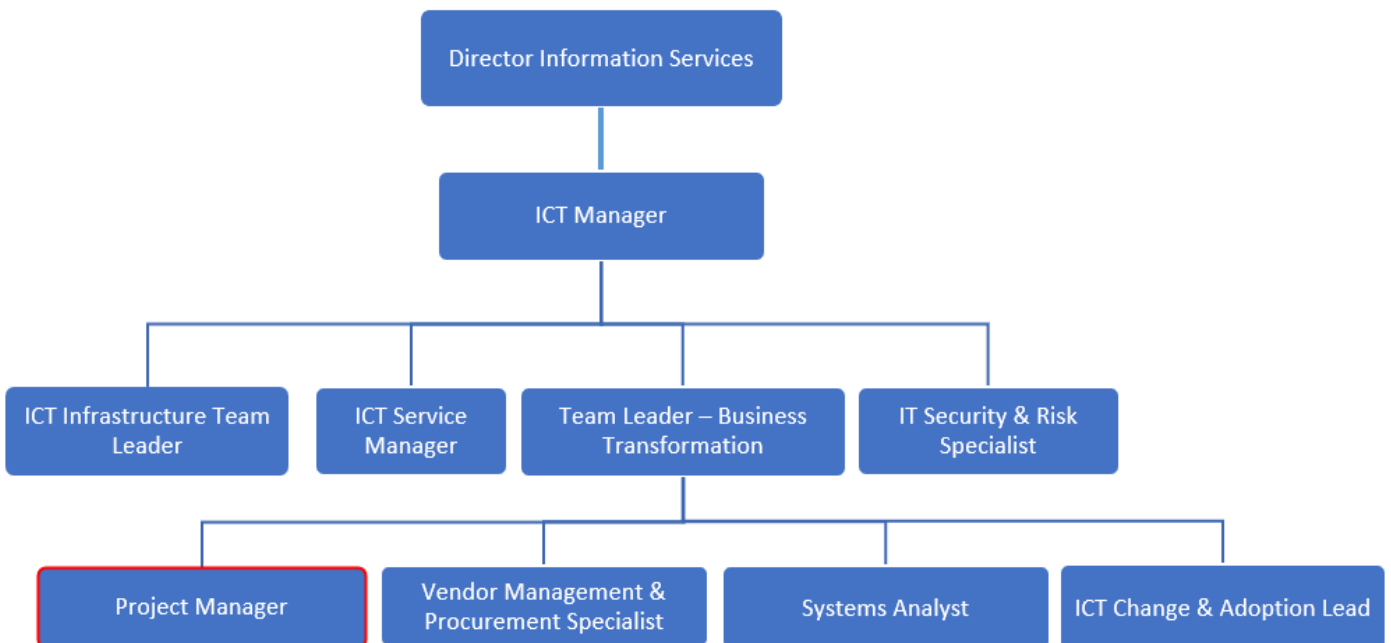 Director Information Services
ICT Manager
ICT Infrastructure Team
Leader
ICT Service
Manager
Team Leader – Business
Transformation
IT Security & Risk
Specialist
Project Manager
Vendor Management &
Procurement Specialist
Systems Analyst
ICT Change & Adoption Lead